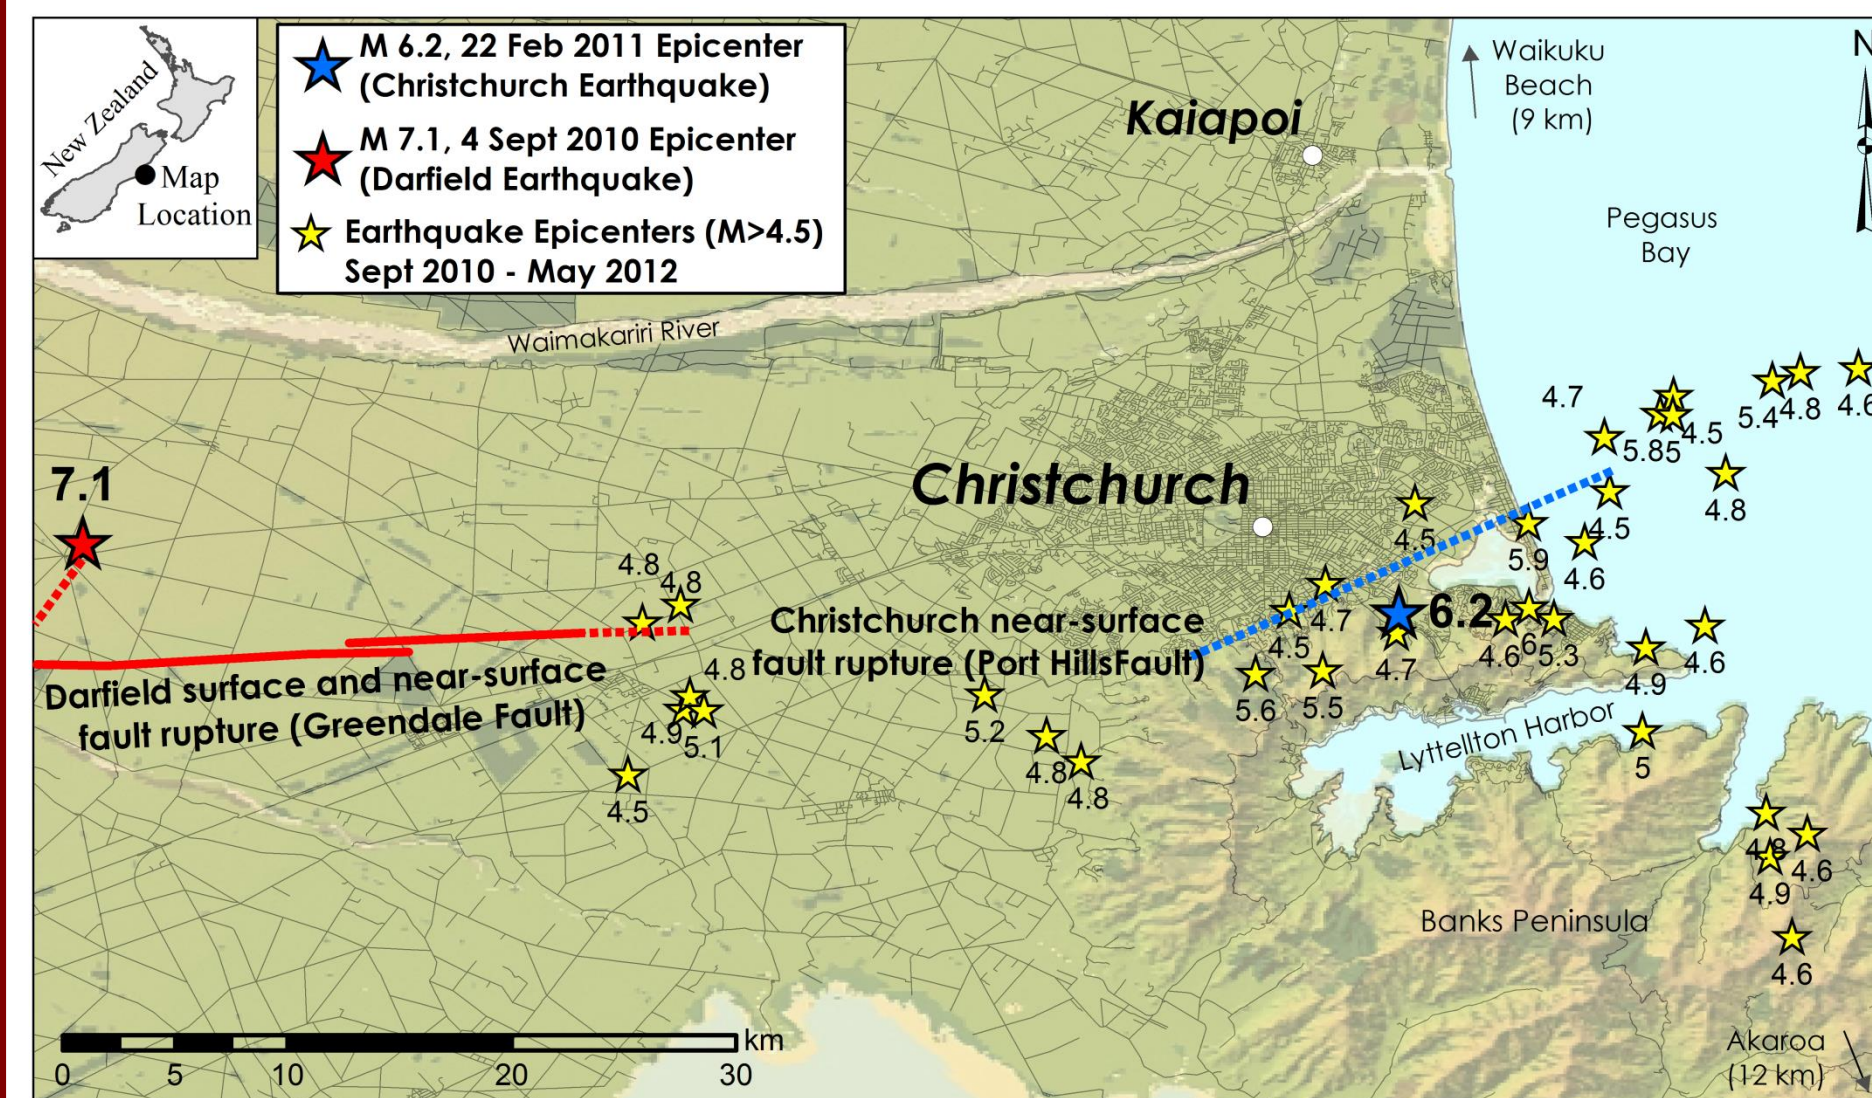 New Zealand
Map
Location
M 6.2, 22 Feb 2011 Epicenter
(Christchurch Earthquake)
M 7.1, 4 Sept 2010 Epicenter
(Darfield Earthquake)
Earthquake Epicenters (M>4.5)
Sept 2010 - May 2012
Kaiapoi
Waikuku
Beach
(9 km)
N
Pegasus
Bay
Waimakariri River
4.7
5.85
4.5
5.4
4.8
4.6
7.1
Christchurch
4.5
5.9
4.5
4.6
4.8
4.8
4.8
Christchurch near-surface
fault rupture (Port HillsFault)
4.5
4.7
6.2
4.7
4.6
6
5.3
4.9
4.6
5.6
5.5
Darfield surface and near-surface
fault rupture (Greendale Fault)
4.8
4.9
5.1
4.5
5.2
4.8
4.8
Lyttellton Harbor
5
4.8
4.6
4.9
4.6
Banks Peninsula
Akaroa
(12 km)
km
0 5 10 20 30